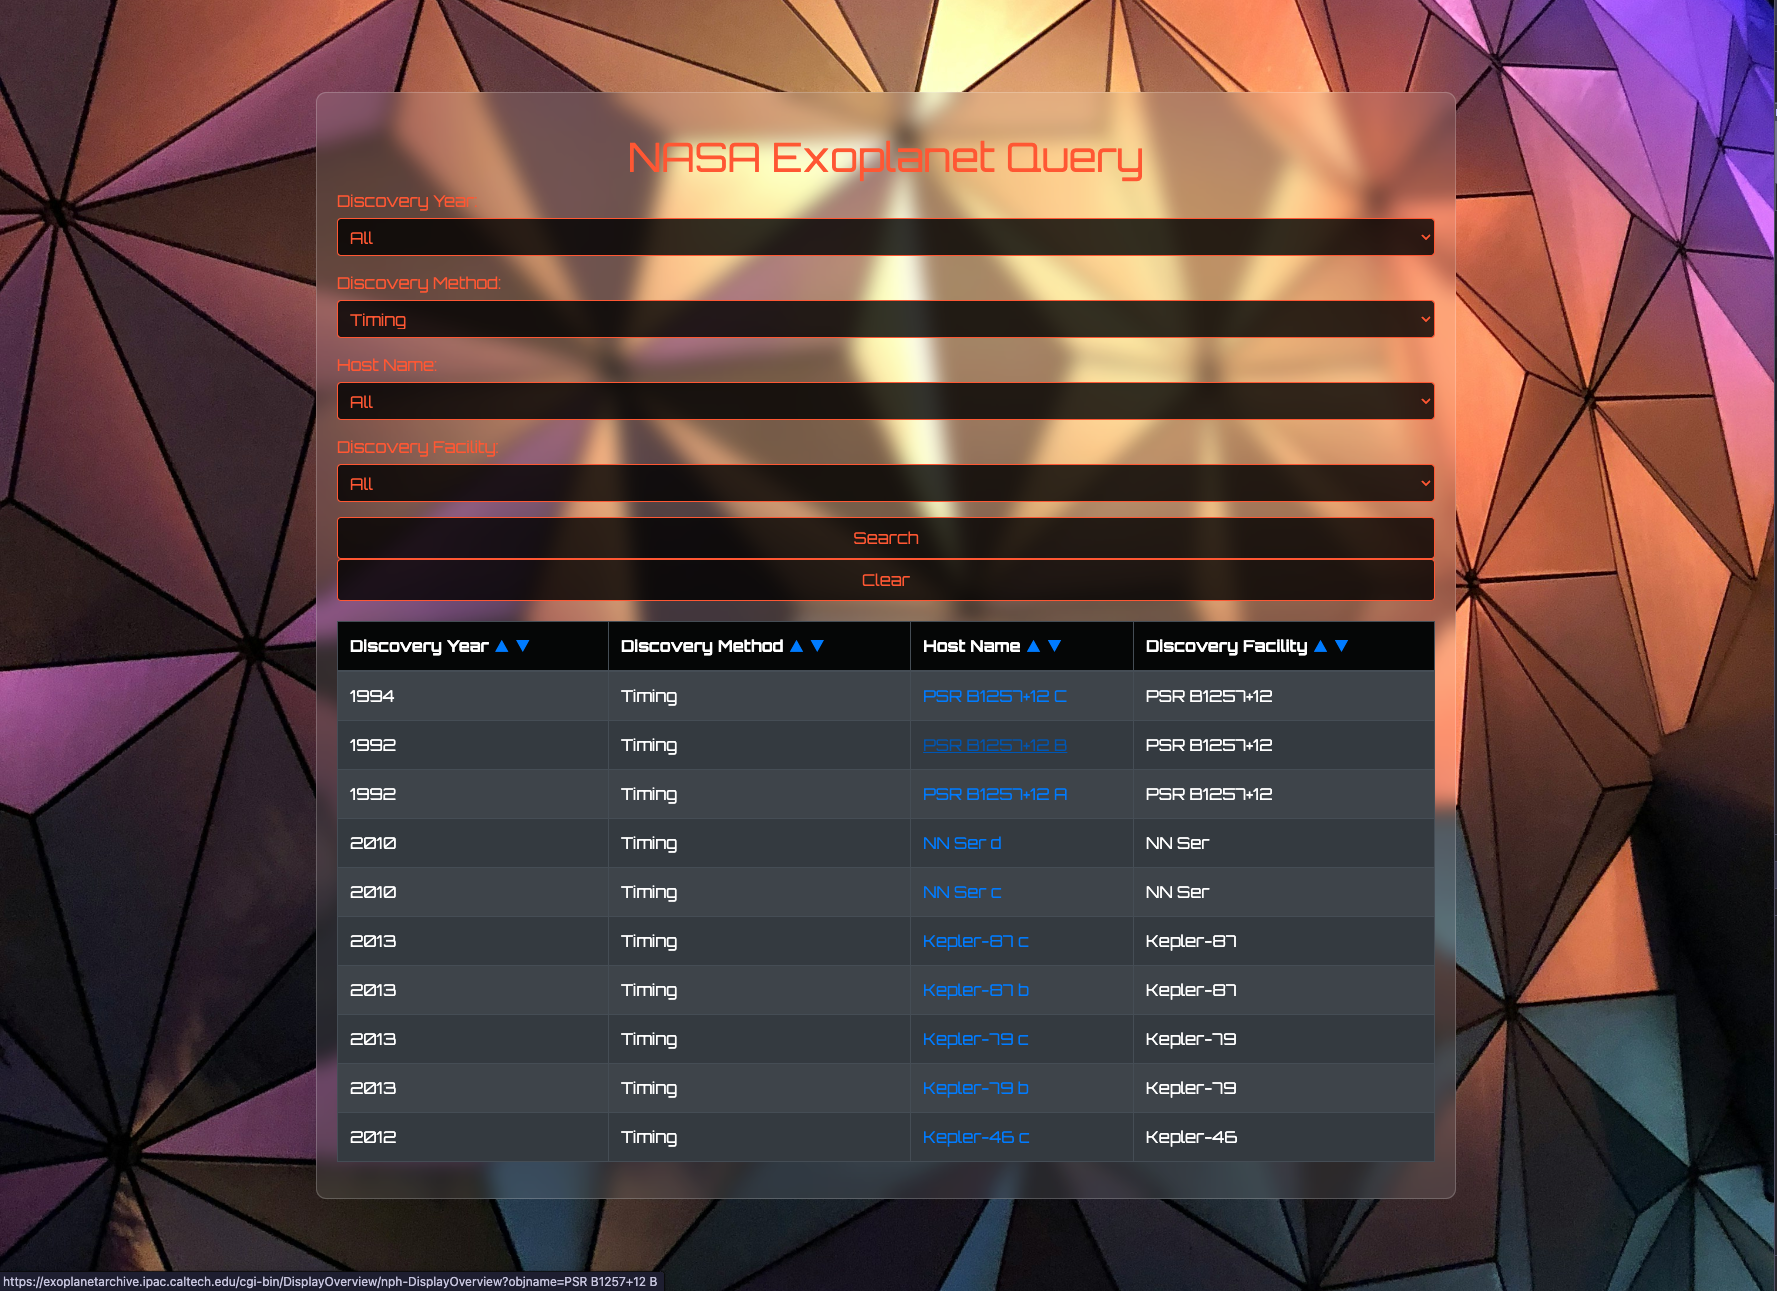 NASA Exoplanet Query
Discovery Year:
All
Discovery Method:
Timing
Host Name:
All
Discovery Facility:
All
Search
Clear
Discovery Year ▲ ▼ Discovery Method ▲ ▼ Host Name ▲ ▼ Discovery Facility ▲ ▼
1994 Timing PSR B1257+12 C PSR B1257+12
1992 Timing PSR B1257+12 B PSR B1257+12
1992 Timing PSR B1257+12 A PSR B1257+12
2010 Timing NN Ser d NN Ser
2010 Timing NN Ser c NN Ser
2013 Timing Kepler-87 c Kepler-87
2013 Timing Kepler-87 b Kepler-87
2013 Timing Kepler-79 c Kepler-79
2013 Timing Kepler-79 b Kepler-79
2012 Timing Kepler-46 c Kepler-46
https://exoplanetarchive.ipac.caltech.edu/cgi-bin/DisplayOverview/nph-DisplayOverview?objname=PSR B1257+12 B